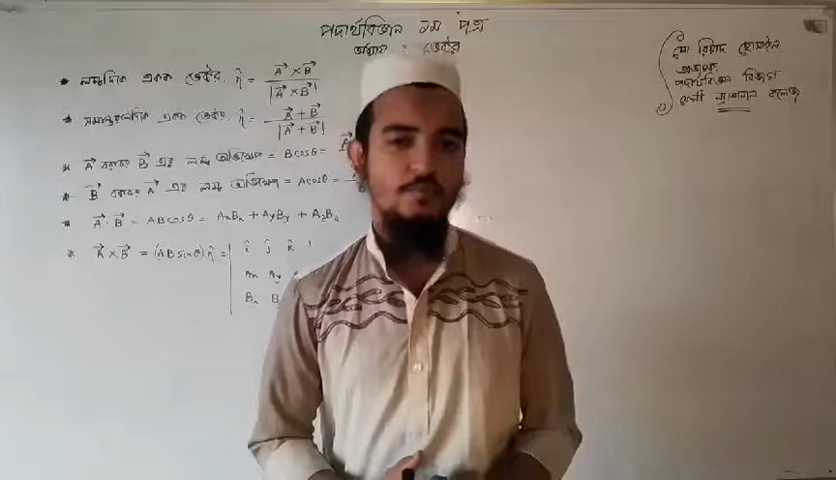 পদার্থবিজ্ঞান ১ম পত্র
অধ্যায় ভেক্টর
মোঃ রিয়াদ হোসাইন
প্রভাষক
পদার্থবিজ্ঞান বিভাগ
ন্যাশনাল কলেজ
* লম্বদিকে একক ভেক্টর, η̂ = (A⃗ × B⃗) / |A⃗ × B⃗|
* সমান্তরালদিকে একক ভেক্টর, η̂ = (A⃗ + B⃗) / |A⃗ + B⃗|
* A⃗ বরাবর B⃗ এর লম্ব অভিক্ষেপ = B cosθ =
* B⃗ বরাবর A⃗ এর লম্ব অভিক্ষেপ = A cosθ =
* A⃗ · B⃗ = AB cosθ = AxBx + AyBy + AzBz
* A⃗ × B⃗ = (AB sinθ) η̂ = | î ĵ k̂ |
Ax Ay
Bx B